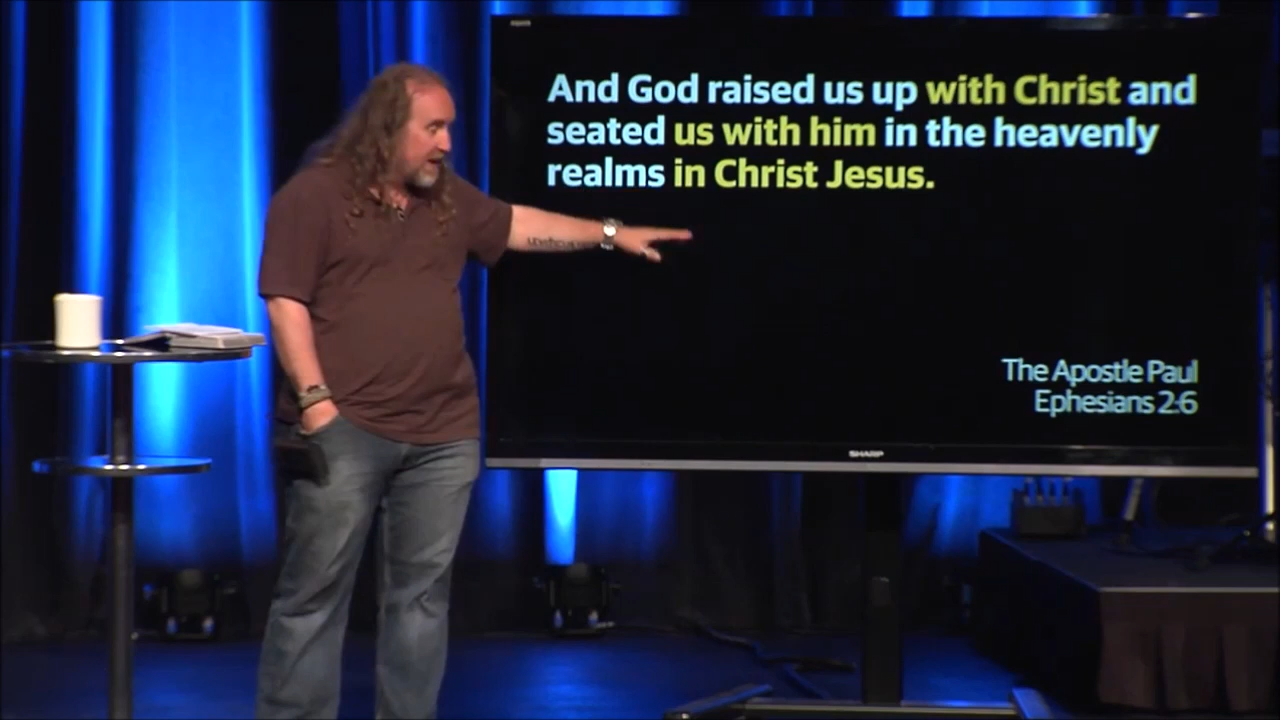 And God raised us up with Christ and
seated us with him in the heavenly
realms in Christ Jesus.
The Apostle Paul
Ephesians 2:6
SHARP